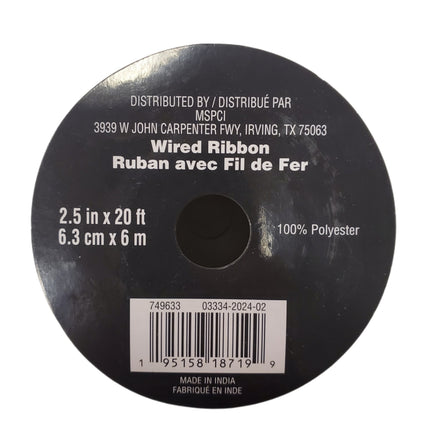 DISTRIBUTED BY / DISTRIBUÉ PAR
MSPCI
3939 W JOHN CARPENTER FWY, IRVING, TX 75063
Wired Ribbon
Ruban avec Fil de Fer
2.5 in x 20 ft
6.3 cm x 6 m
100% Polyester
749633 03334-2024-02
1 95158 18719 9
MADE IN INDIA
FABRIQUÉ EN INDE